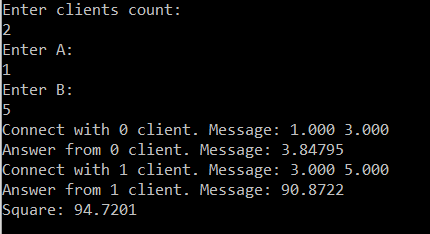 Enter clients count:
2
Enter A:
1
Enter B:
5
Connect with 0 client. Message: 1.000 3.000
Answer from 0 client. Message: 3.84795
Connect with 1 client. Message: 3.000 5.000
Answer from 1 client. Message: 90.8722
Square: 94.7201